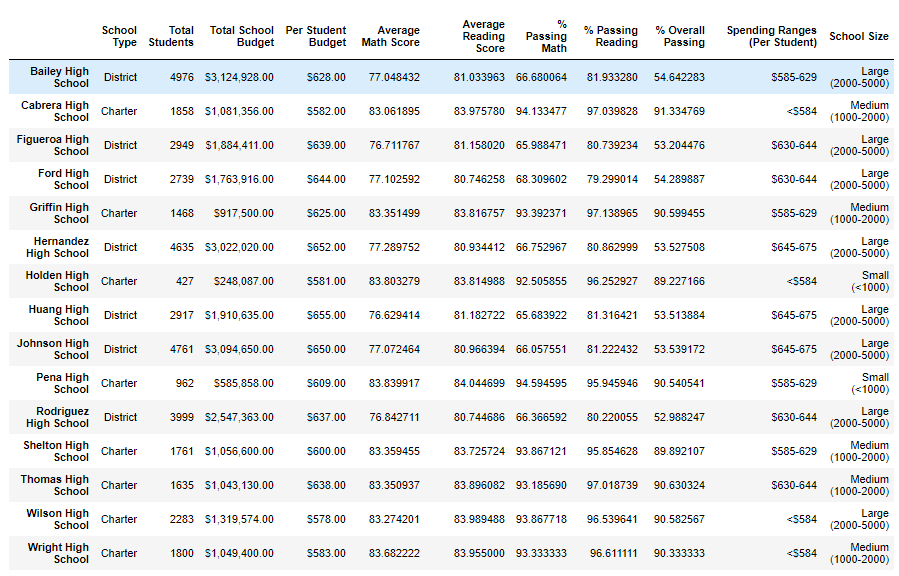 School Type Total Students Total School Budget Per Student Budget Average Math Score Average Reading Score % Passing Math % Passing Reading % Overall Passing Spending Ranges (Per Student) School Size
Bailey High School District 4976 $3,124,928.00 $628.00 77.048432 81.033963 66.680064 81.933280 54.642283 $585-629 Large (2000-5000)
Cabrera High School Charter 1858 $1,081,356.00 $582.00 83.061895 83.975780 94.133477 97.039828 91.334769 <$584 Medium (1000-2000)
Figueroa High School District 2949 $1,884,411.00 $639.00 76.711767 81.158020 65.988471 80.739234 53.204476 $630-644 Large (2000-5000)
Ford High School District 2739 $1,763,916.00 $644.00 77.102592 80.746258 68.309602 79.299014 54.289887 $630-644 Large (2000-5000)
Griffin High School Charter 1468 $917,500.00 $625.00 83.351499 83.816757 93.392371 97.138965 90.599455 $585-629 Medium (1000-2000)
Hernandez High School District 4635 $3,022,020.00 $652.00 77.289752 80.934412 66.752967 80.862999 53.527508 $645-675 Large (2000-5000)
Holden High School Charter 427 $248,087.00 $581.00 83.803279 83.814988 92.505855 96.252927 89.227166 <$584 Small (<1000)
Huang High School District 2917 $1,910,635.00 $655.00 76.629414 81.182722 65.683922 81.316421 53.513884 $645-675 Large (2000-5000)
Johnson High School District 4761 $3,094,650.00 $650.00 77.072464 80.966394 66.057551 81.222432 53.539172 $645-675 Large (2000-5000)
Pena High School Charter 962 $585,858.00 $609.00 83.839917 84.044699 94.594595 95.945946 90.540541 $585-629 Small (<1000)
Rodriguez High School District 3999 $2,547,363.00 $637.00 76.842711 80.744686 66.366592 80.220055 52.988247 $630-644 Large (2000-5000)
Shelton High School Charter 1761 $1,056,600.00 $600.00 83.359455 83.725724 93.867121 95.854628 89.892107 $585-629 Medium (1000-2000)
Thomas High School Charter 1635 $1,043,130.00 $638.00 83.350937 83.896082 93.185690 97.018739 90.630324 $630-644 Medium (1000-2000)
Wilson High School Charter 2283 $1,319,574.00 $578.00 83.274201 83.989488 93.867718 96.539641 90.582567 <$584 Large (2000-5000)
Wright High School Charter 1800 $1,049,400.00 $583.00 83.682222 83.955000 93.333333 96.611111 90.333333 <$584 Medium (1000-2000)